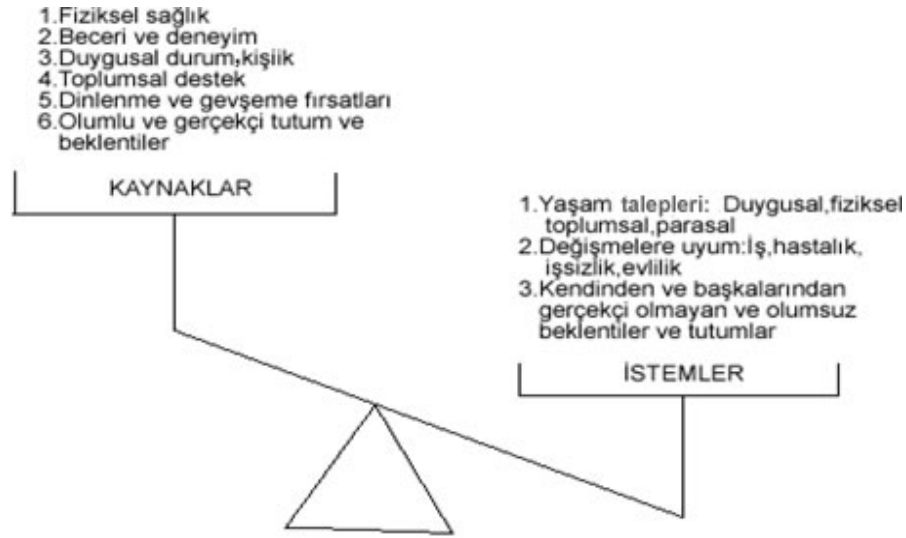 1.Fiziksel sağlık
2.Beceri ve deneyim
3.Duygusal durum,kişiik
4.Toplumsal destek
5.Dinlenme ve gevşeme fırsatları
6.Olumlu ve gerçekçi tutum ve
beklentiler
KAYNAKLAR
1.Yaşam talepleri: Duygusal,fiziksel
toplumsal,parasal
2.Değişmelere uyum:İş,hastalık,
işsizlik,evlilik
3.Kendinden ve başkalarından
gerçekçi olmayan ve olumsuz
beklentiler ve tutumlar
İSTEMLER